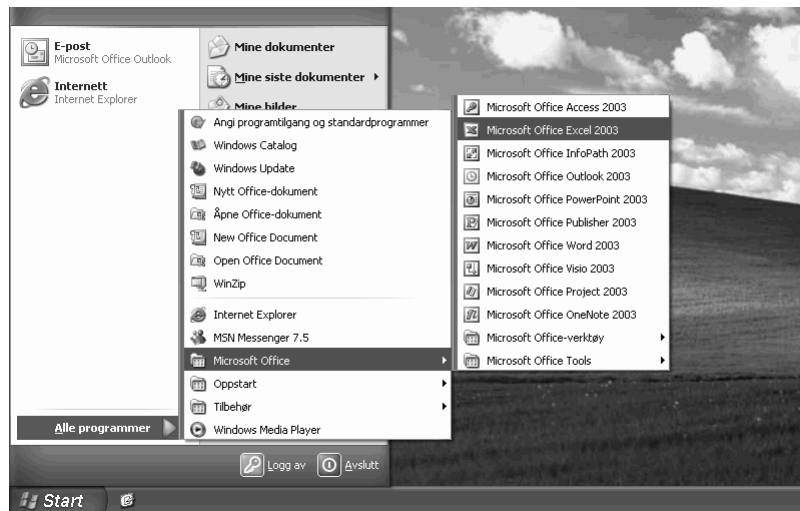 E-post
Microsoft Office Outlook
Internett
Internet Explorer
Mine dokumenter
Mine siste dokumenter
Mine bilder
Angi programtilgang og standardprogrammer
Windows Catalog
Windows Update
Nytt Office-dokument
Åpne Office-dokument
New Office Document
Open Office Document
WinZip
Internet Explorer
MSN Messenger 7.5
Microsoft Office
Oppstart
Tilbehør
Windows Media Player
Microsoft Office Access 2003
Microsoft Office Excel 2003
Microsoft Office InfoPath 2003
Microsoft Office Outlook 2003
Microsoft Office PowerPoint 2003
Microsoft Office Publisher 2003
Microsoft Office Word 2003
Microsoft Office Visio 2003
Microsoft Office Project 2003
Microsoft Office OneNote 2003
Microsoft Office-verktøy
Microsoft Office Tools
Alle programmer
Logg av
Avslutt
Start